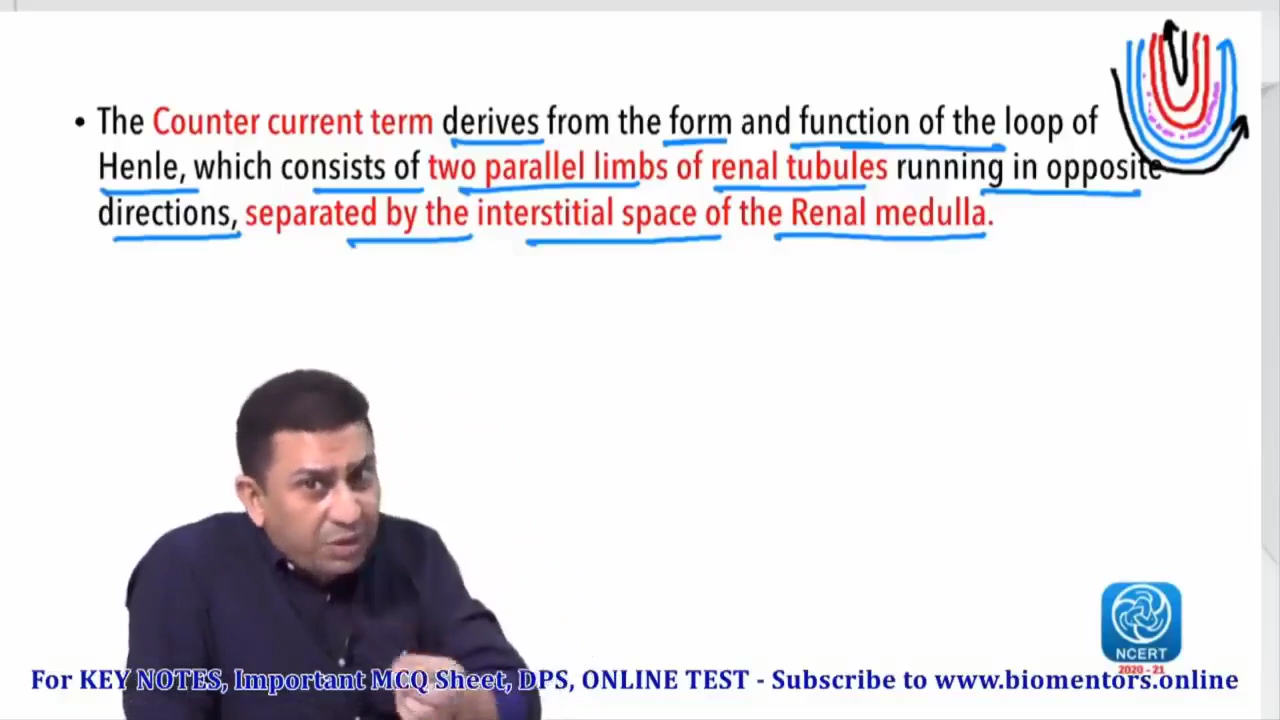 • The Counter current term derives from the form and function of the loop of
Henle, which consists of two parallel limbs of renal tubules running in opposite
directions, separated by the interstitial space of the Renal medulla.
NCERT
2020 - 21
For KEY NOTES, Important MCQ Sheet, DPS, ONLINE TEST - Subscribe to www.biomentors.online